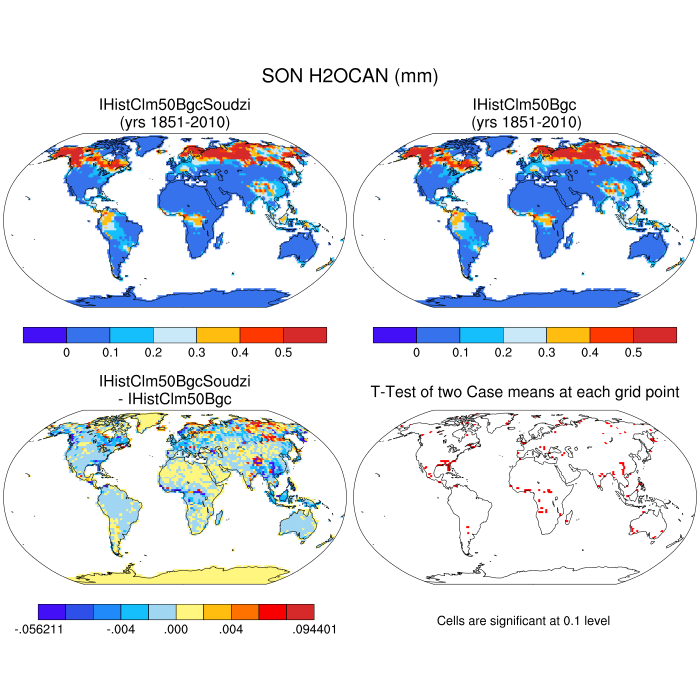 SON H2OCAN (mm)
IHistClm50BgcSoudzi
(yrs 1851-2010)
IHistClm50Bgc
(yrs 1851-2010)
0 0.1 0.2 0.3 0.4 0.5
0 0.1 0.2 0.3 0.4 0.5
IHistClm50BgcSoudzi
- IHistClm50Bgc
T-Test of two Case means at each grid point
-.056211 -.004 .000 .004 .094401
Cells are significant at 0.1 level